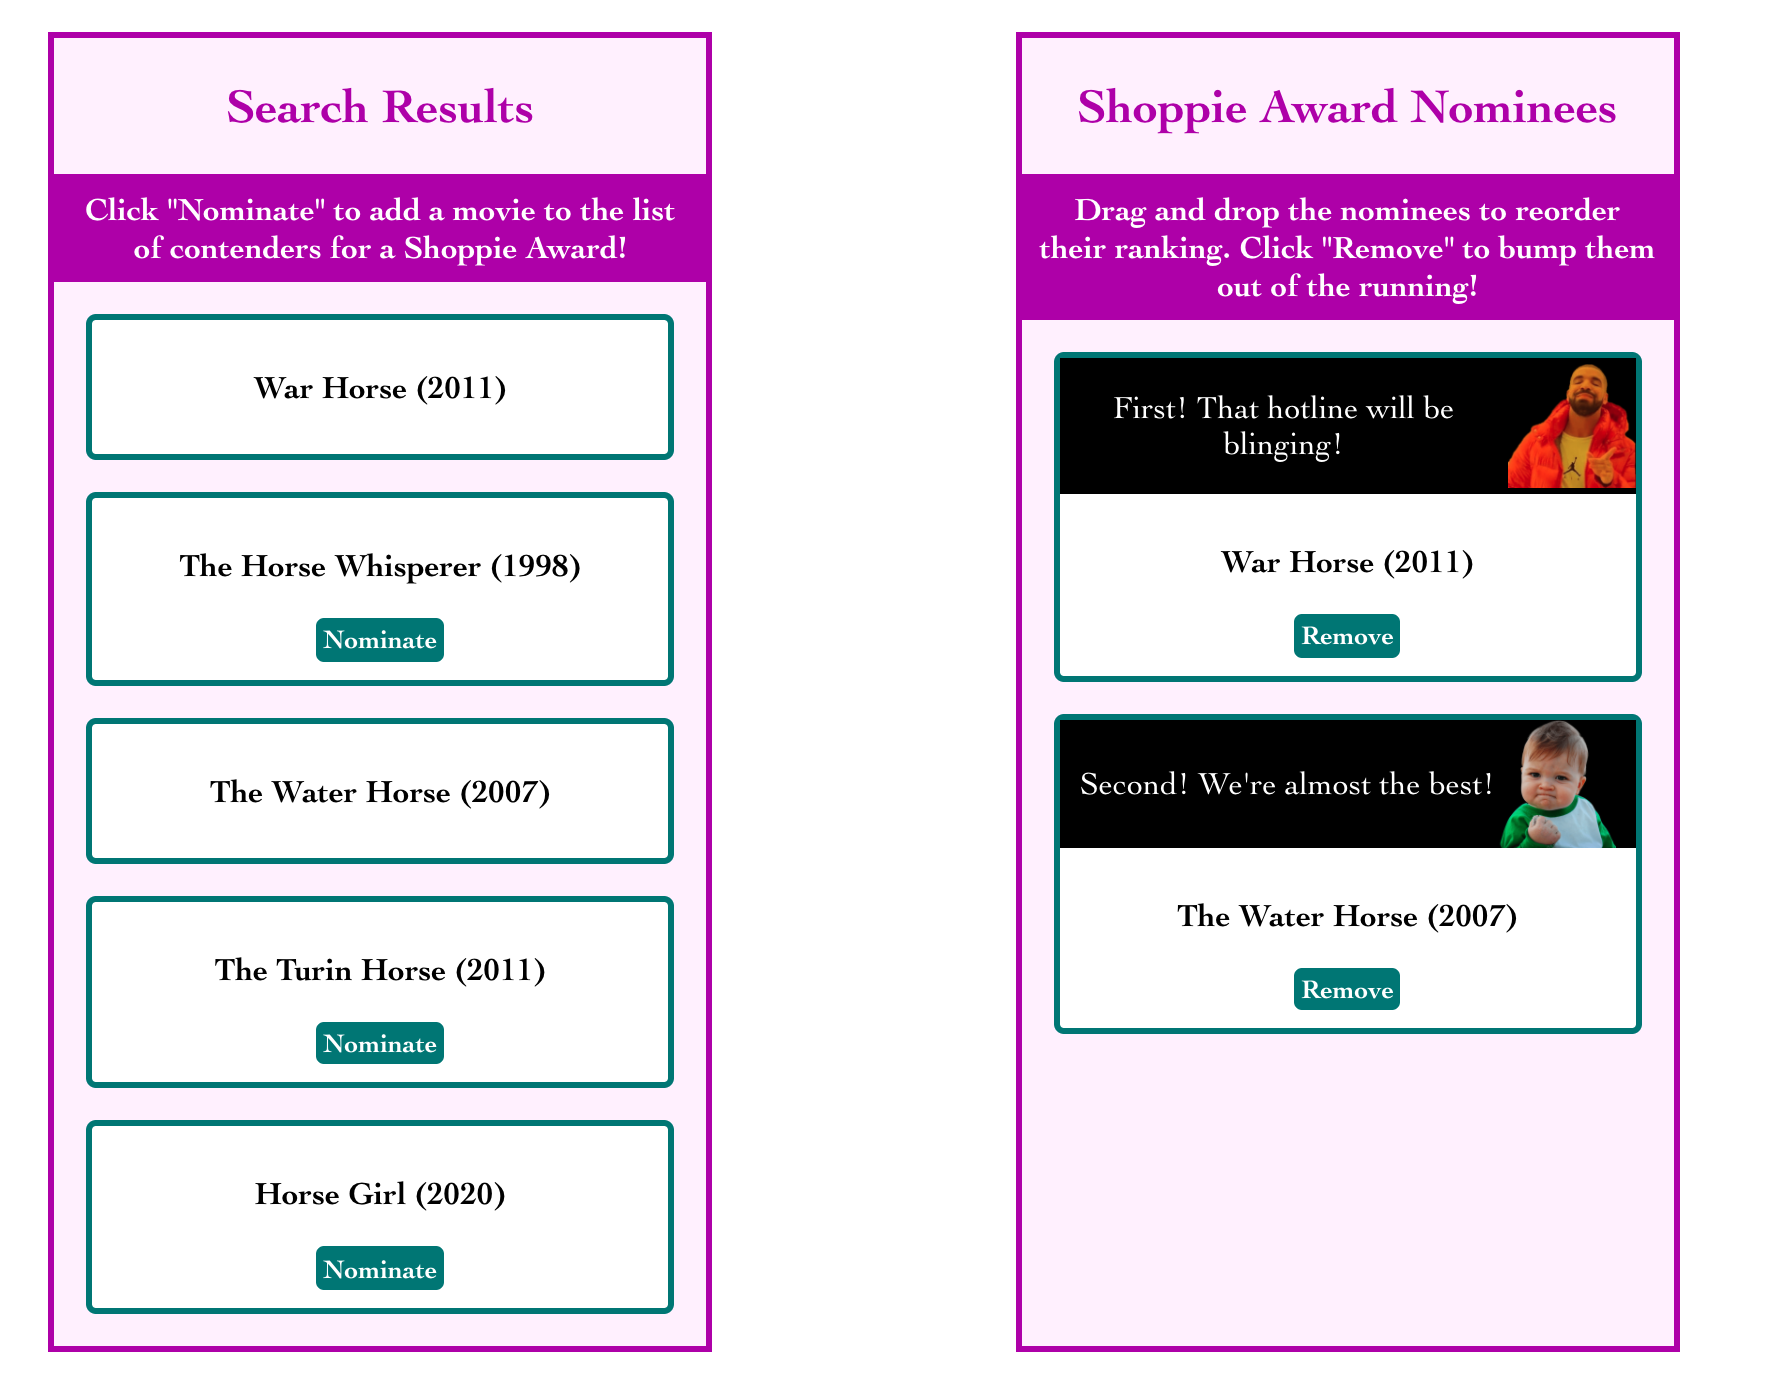 Search Results
Click "Nominate" to add a movie to the list
of contenders for a Shoppie Award!
War Horse (2011)
The Horse Whisperer (1998)
Nominate
The Water Horse (2007)
The Turin Horse (2011)
Nominate
Horse Girl (2020)
Nominate
Shoppie Award Nominees
Drag and drop the nominees to reorder
their ranking. Click "Remove" to bump them
out of the running!
First! That hotline will be
blinging!
War Horse (2011)
Remove
Second! We're almost the best!
The Water Horse (2007)
Remove